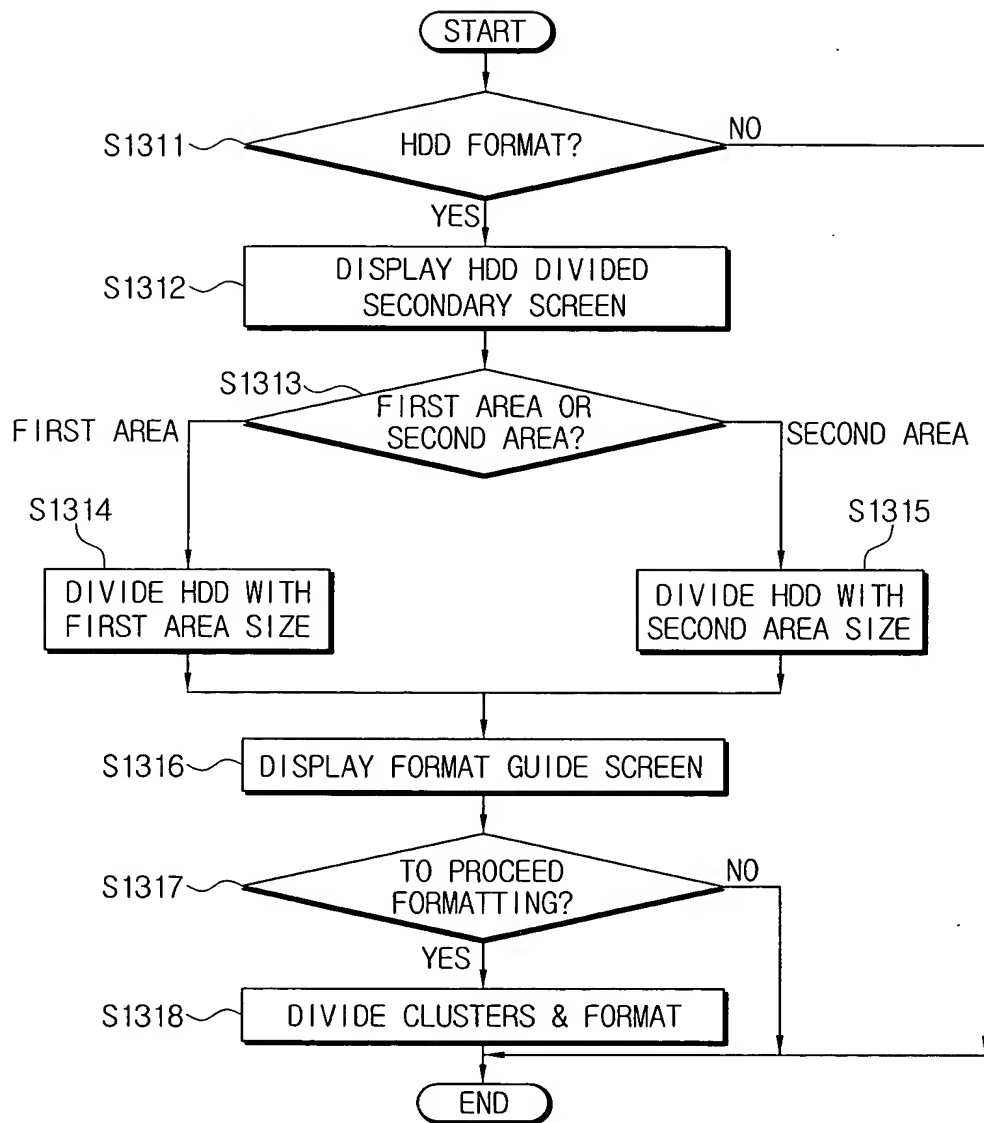 START
S1311
HDD FORMAT?
NO
YES
S1312
DISPLAY HDD DIVIDED
SECONDARY SCREEN
S1313
FIRST AREA OR
SECOND AREA?
FIRST AREA
SECOND AREA
S1314
DIVIDE HDD WITH
FIRST AREA SIZE
S1315
DIVIDE HDD WITH
SECOND AREA SIZE
S1316
DISPLAY FORMAT GUIDE SCREEN
S1317
TO PROCEED
FORMATTING?
NO
YES
S1318
DIVIDE CLUSTERS & FORMAT
END